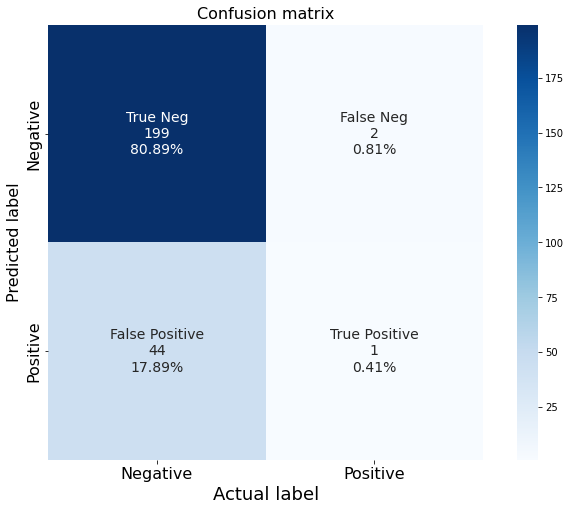 Confusion matrix
Predicted label
Negative
True Neg
199
80.89%
False Neg
2
0.81%
Positive
False Positive
44
17.89%
True Positive
1
0.41%
Negative
Positive
Actual label
175
150
125
100
75
50
25